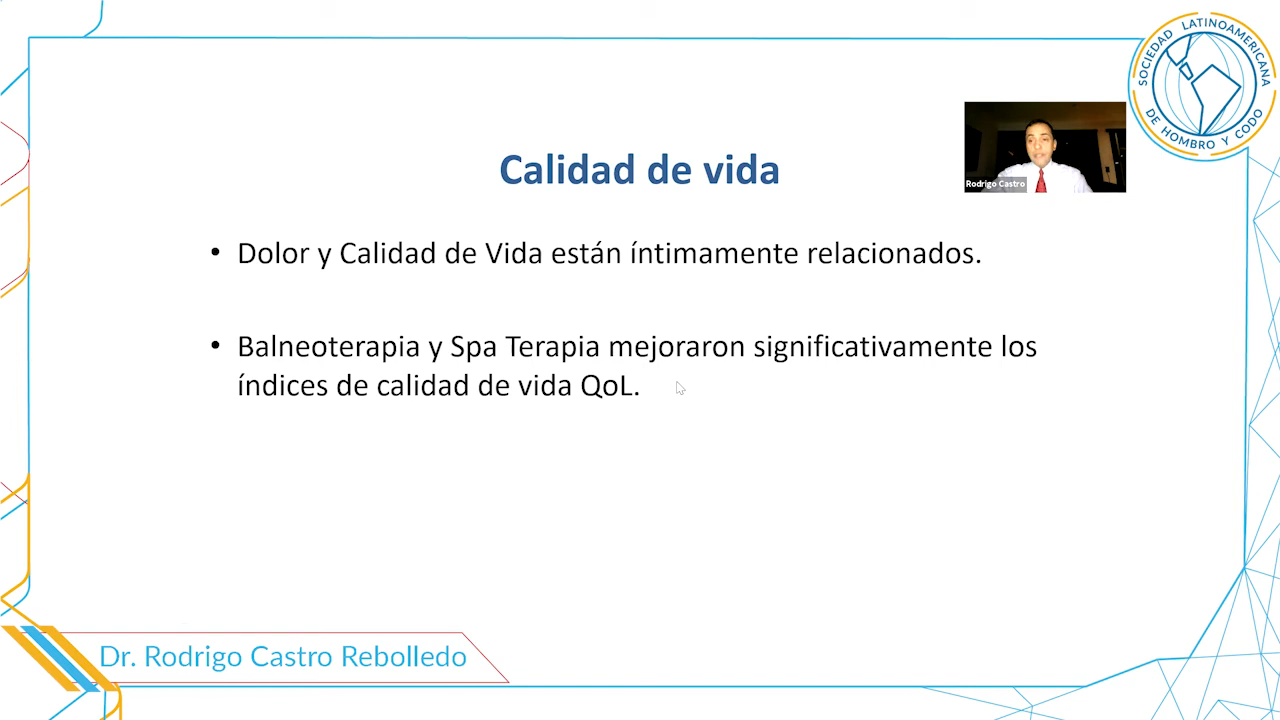 SOCIEDAD LATINOAMERICANA
DE HOMBRO Y CODO
Calidad de vida
Rodrigo Castro
• Dolor y Calidad de Vida están íntimamente relacionados.
• Balneoterapia y Spa Terapia mejoraron significativamente los
índices de calidad de vida QoL.
Dr. Rodrigo Castro Rebolledo